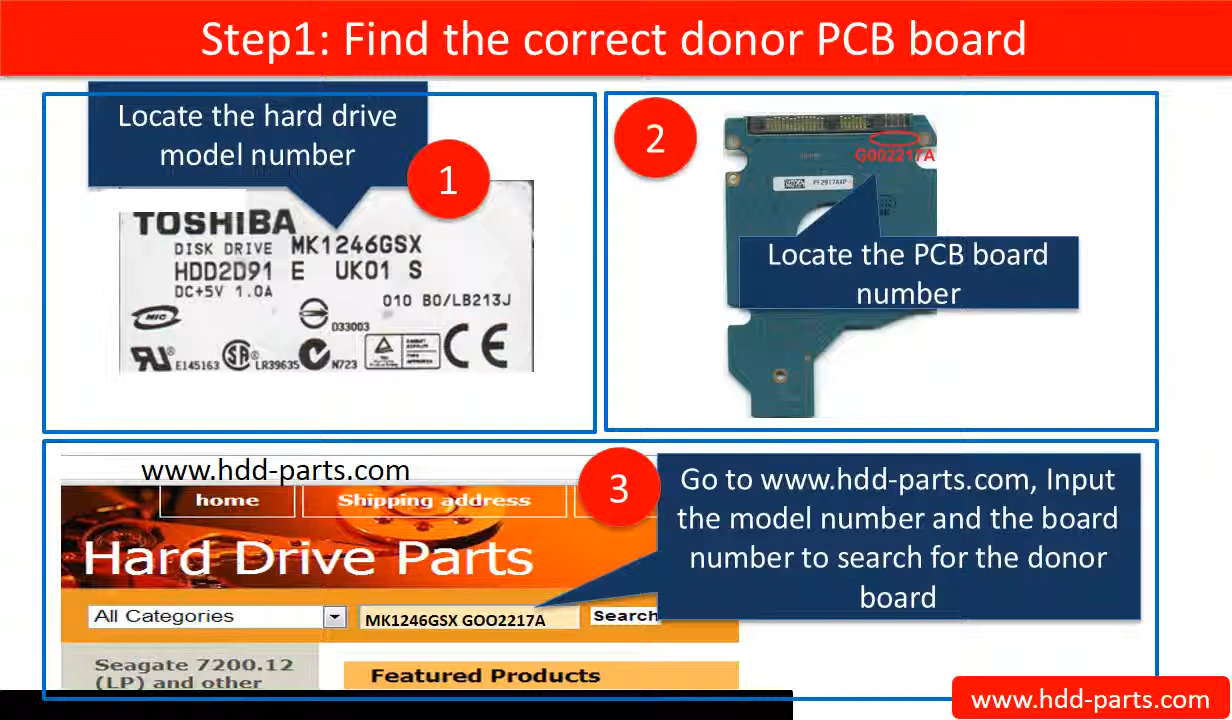 Step1: Find the correct donor PCB board
Locate the hard drive
model number
1
TOSHIBA
DISK DRIVE MK1246GSX
HDD2D91 E UK01 S
DC+5V 1.0A
010 B0/LB213J
MIC
D33003
E145163
LR39635
N723
2
G002217A
Locate the PCB board
number
www.hdd-parts.com
home
Shipping address
Hard Drive Parts
All Categories
MK1246GSX GOO2217A
Search
Seagate 7200.12
(LP) and other
Featured Products
3
Go to www.hdd-parts.com, Input
the model number and the board
number to search for the donor
board
www.hdd-parts.com